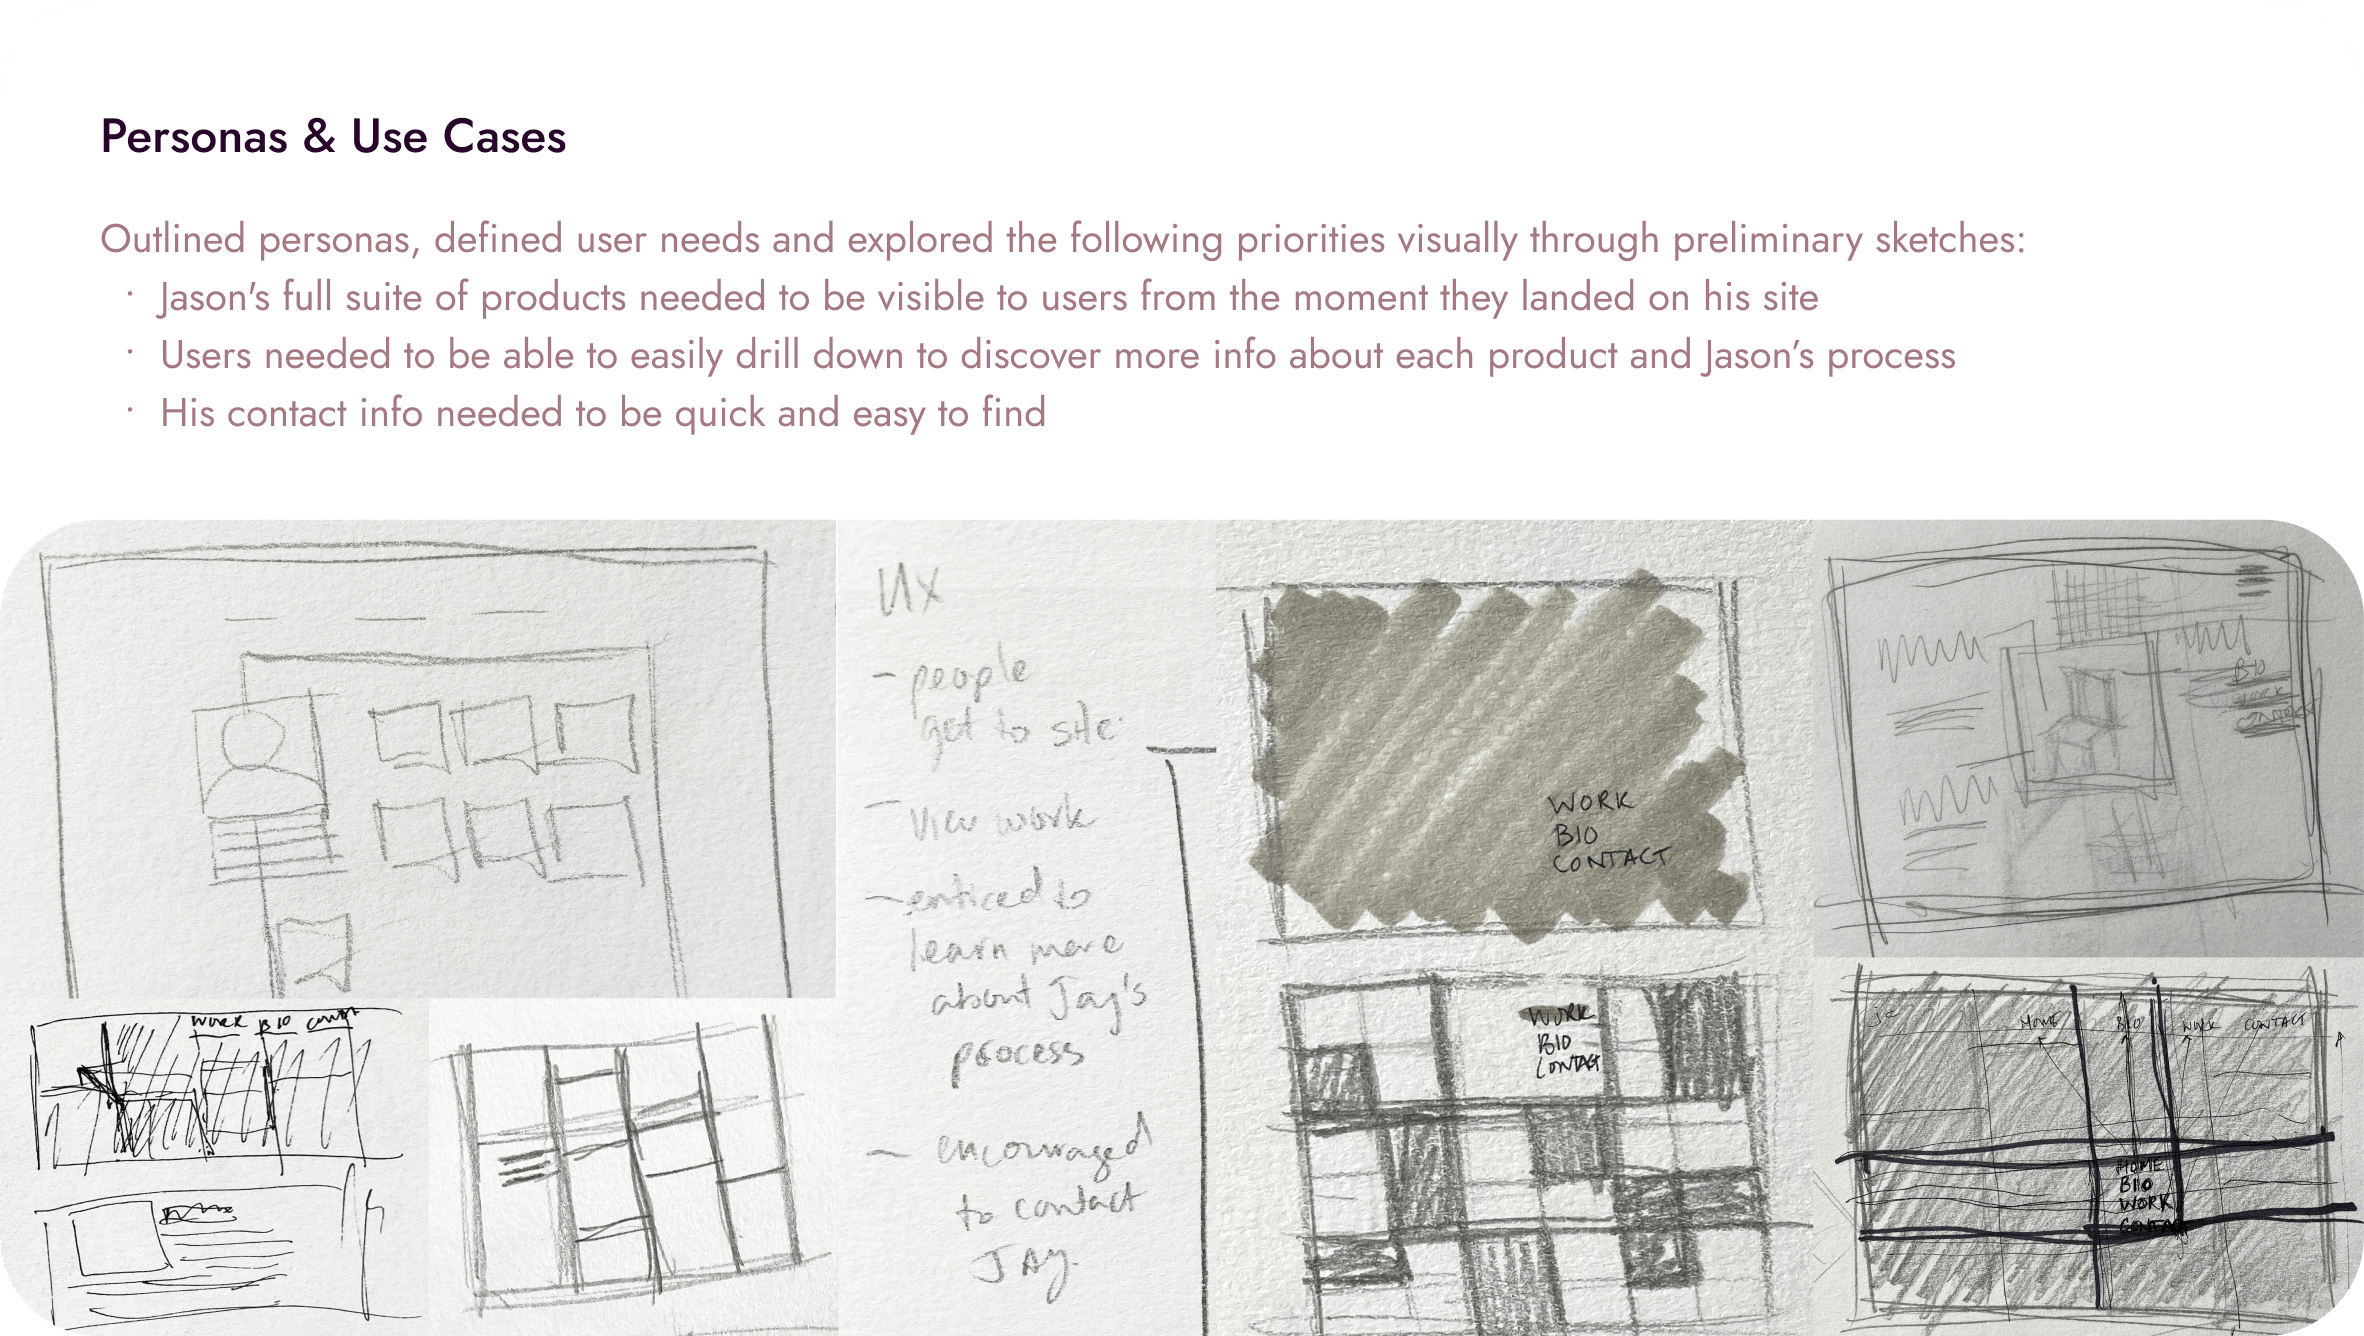 Personas & Use Cases
Outlined personas, defined user needs and explored the following priorities visually through preliminary sketches:
· Jason's full suite of products needed to be visible to users from the moment they landed on his site
· Users needed to be able to easily drill down to discover more info about each product and Jason’s process
· His contact info needed to be quick and easy to find
UX
- people
get to site
- view work
- enticed to
learn more
about Jay's
process
- encouraged
to contact
JAY.
WORK
BIO
CONTACT
BIO
WORK
CONTACT
WORK BIO CONTACT
WORK
BIO
CONTACT
HOME BIO WORK CONTACT
HOME
BIO
WORK
CONTACT